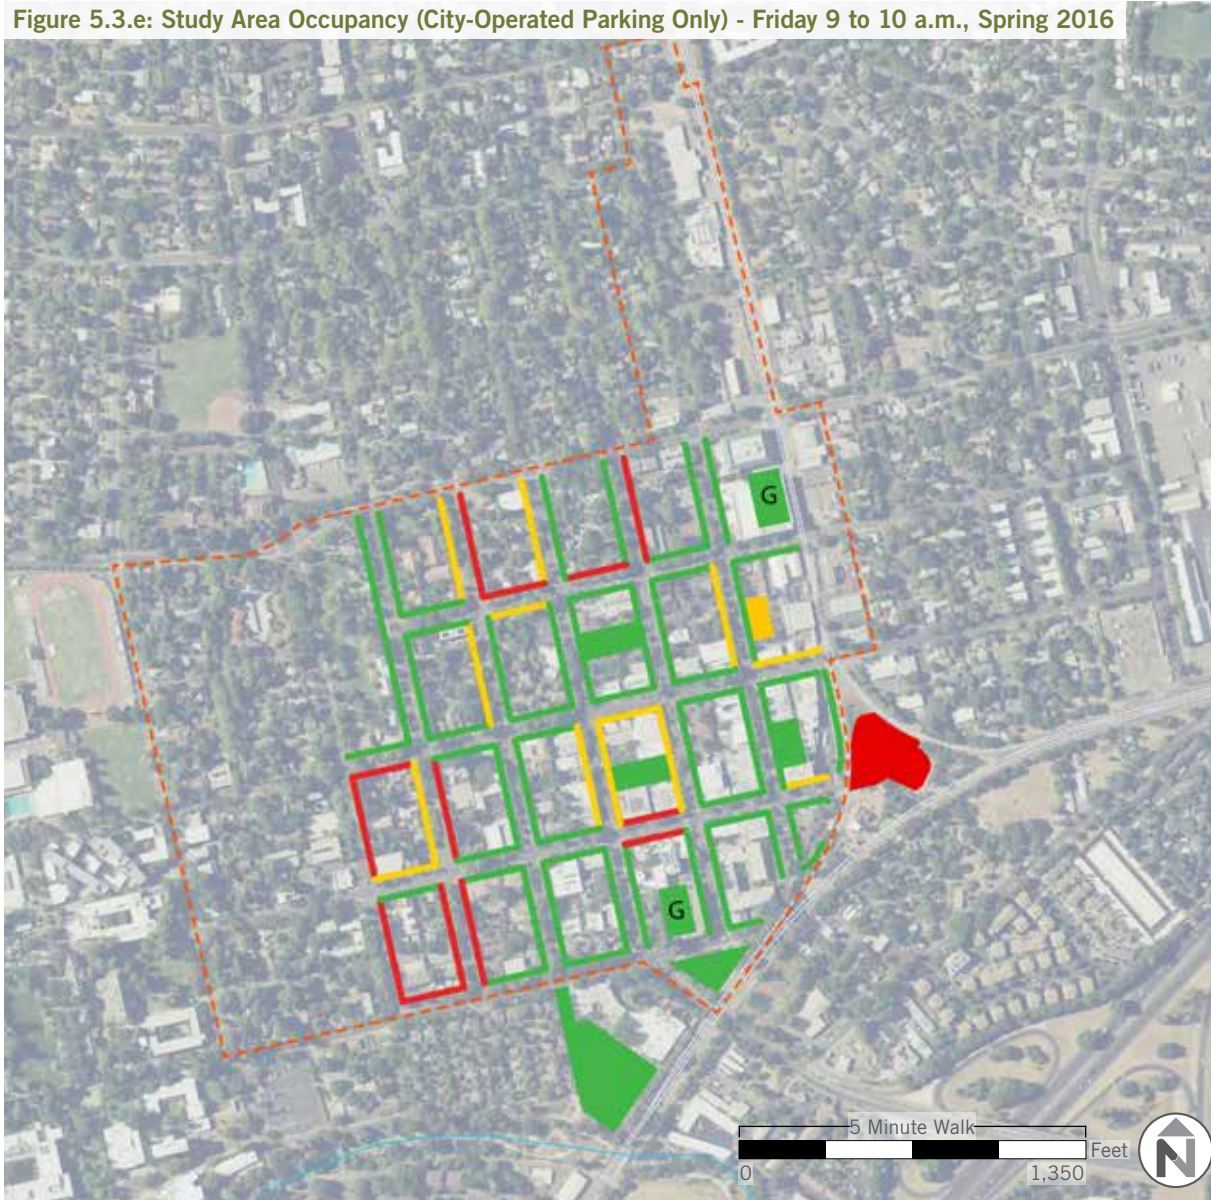 Figure 5.3.e: Study Area Occupancy (City-Operated Parking Only) - Friday 9 to 10 a.m., Spring 2016
G
G
5 Minute Walk
Feet
0
1,350
N